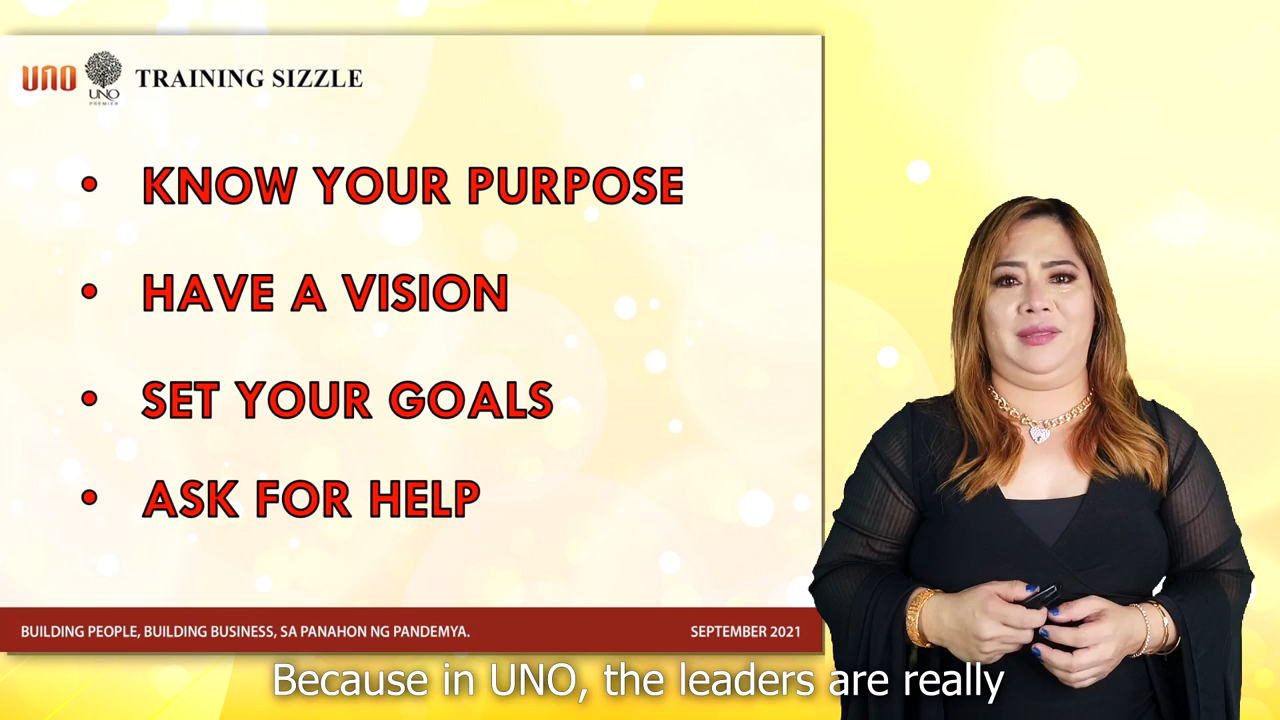 UNO
UNO
PREMIER
TRAINING SIZZLE
• KNOW YOUR PURPOSE
• HAVE A VISION
• SET YOUR GOALS
• ASK FOR HELP
BUILDING PEOPLE, BUILDING BUSINESS, SA PANAHON NG PANDEMYA.
SEPTEMBER 2021
Because in UNO, the leaders are really